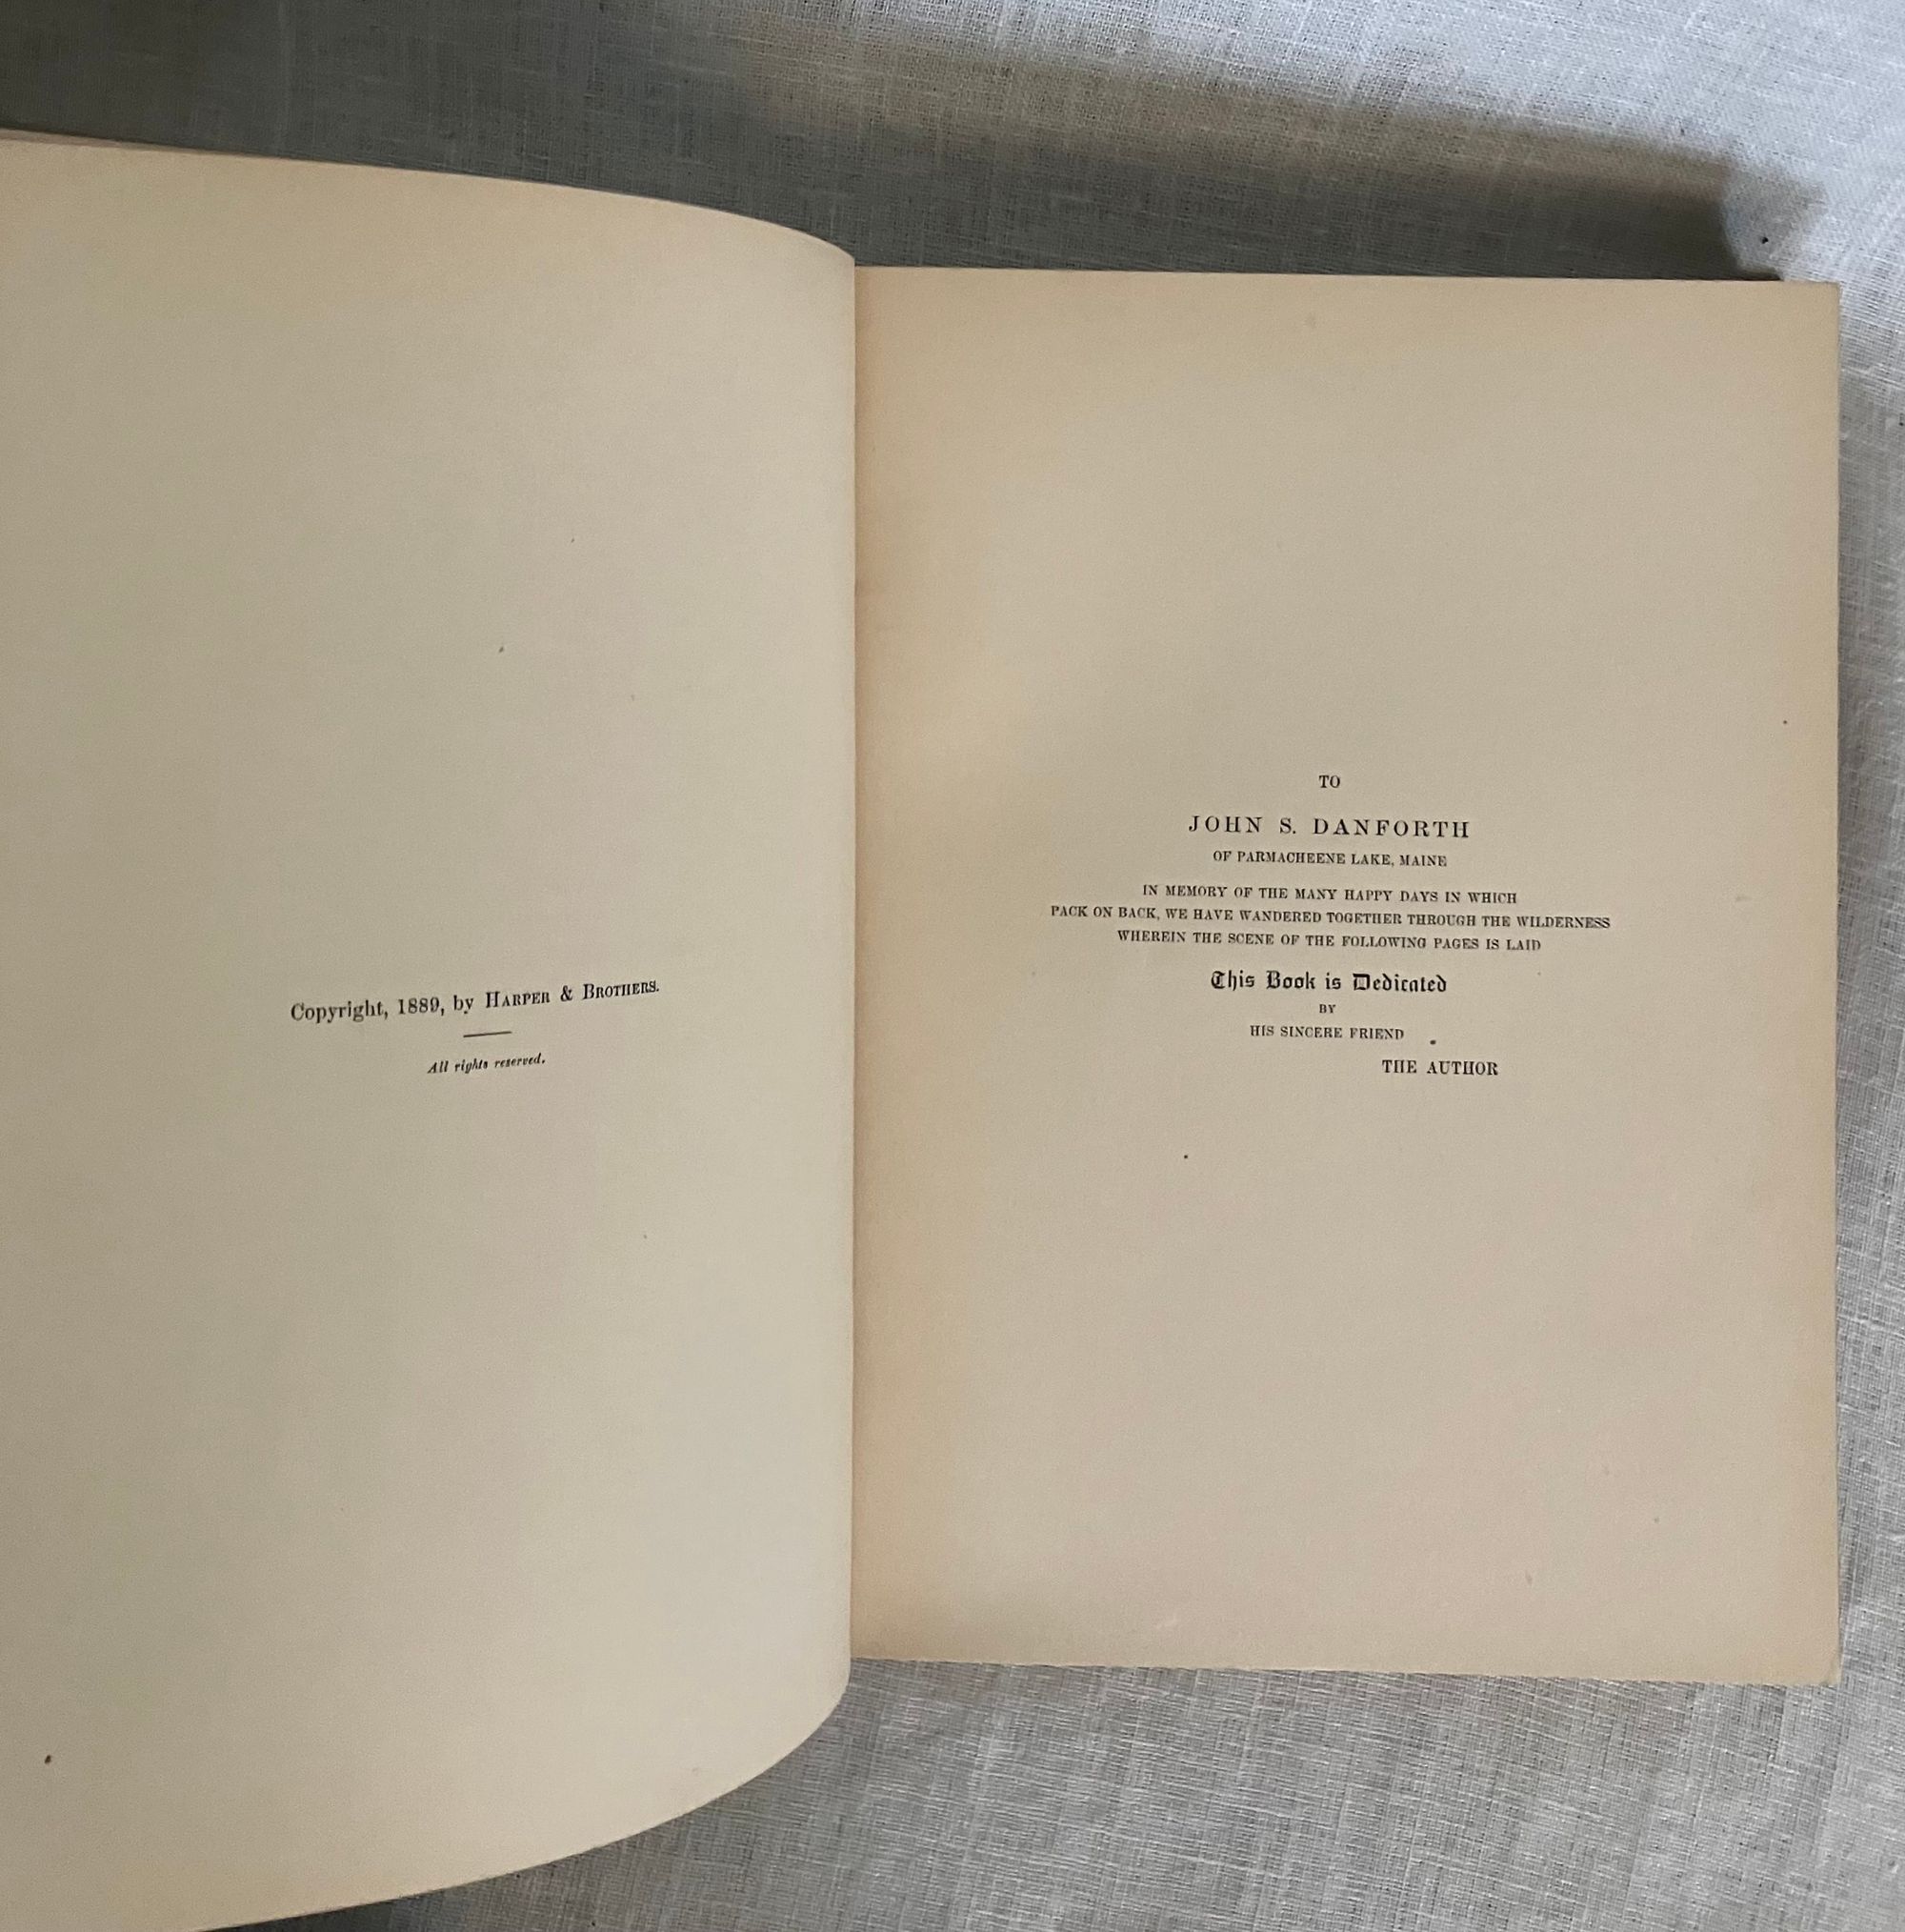 Copyright, 1889, by HARPER & BROTHERS.
All rights reserved.
TO
JOHN S. DANFORTH
OF PARMACHEENE LAKE, MAINE
IN MEMORY OF THE MANY HAPPY DAYS IN WHICH
PACK ON BACK, WE HAVE WANDERED TOGETHER THROUGH THE WILDERNESS
WHEREIN THE SCENE OF THE FOLLOWING PAGES IS LAID
This Book is Dedicated
BY
HIS SINCERE FRIEND
THE AUTHOR